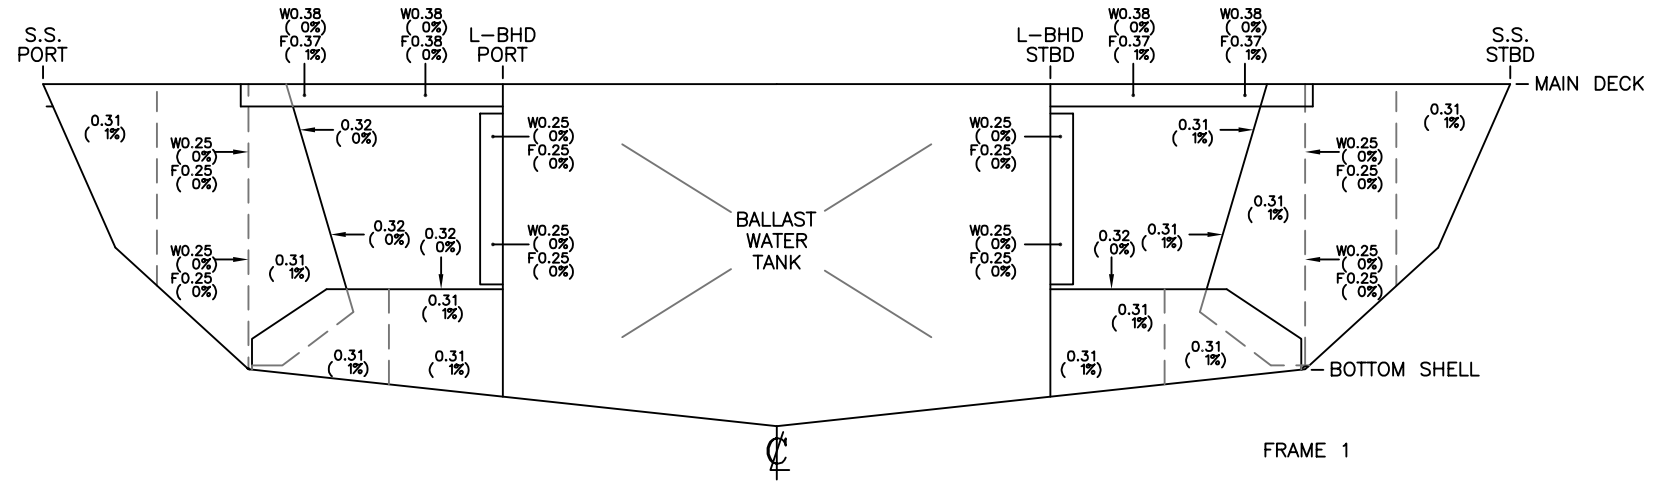 S.S.
PORT
W0.38
( 0%)
F0.37
( 1%)
W0.38
( 0%)
F0.38
( 0%)
L-BHD
PORT
L-BHD
STBD
W0.38
( 0%)
F0.37
( 1%)
W0.38
( 0%)
F0.37
( 1%)
S.S.
STBD
MAIN DECK
0.31
( 1%)
W0.25
( 0%)
F0.25
( 0%)
0.32
( 0%)
W0.25
( 0%)
F0.25
( 0%)
W0.25
( 0%)
F0.25
( 0%)
0.31
( 1%)
W0.25
( 0%)
F0.25
( 0%)
0.31
( 1%)
W0.25
( 0%)
F0.25
( 0%)
0.31
( 1%)
0.32
( 0%)
0.32
( 0%)
W0.25
( 0%)
F0.25
( 0%)
BALLAST
WATER
TANK
W0.25
( 0%)
F0.25
( 0%)
0.32
( 0%)
0.31
( 1%)
0.31
( 1%)
W0.25
( 0%)
F0.25
( 0%)
0.31
( 1%)
0.31
( 1%)
0.31
( 1%)
0.31
( 1%)
0.31
( 1%)
0.31
( 1%)
BOTTOM SHELL
℄
FRAME 1